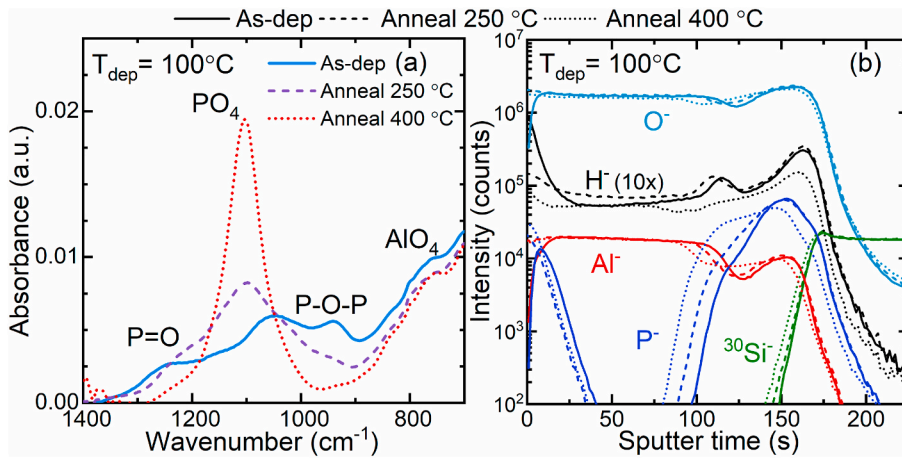 As-dep Anneal 250 °C Anneal 400 °C
T_dep= 100°C
As-dep (a)
Anneal 250 °C
Anneal 400 °C
PO₄
P=O
P-O-P
AlO₄
Absorbance (a.u.)
0.02
0.01
0.00
1400 1200 1000 800
Wavenumber (cm⁻¹)
T_dep= 100°C (b)
O⁻
H⁻ (10x)
Al⁻
P⁻
³⁰Si⁻
Intensity (counts)
10⁷
10⁶
10⁵
10⁴
10³
10²
0 50 100 150 200
Sputter time (s)